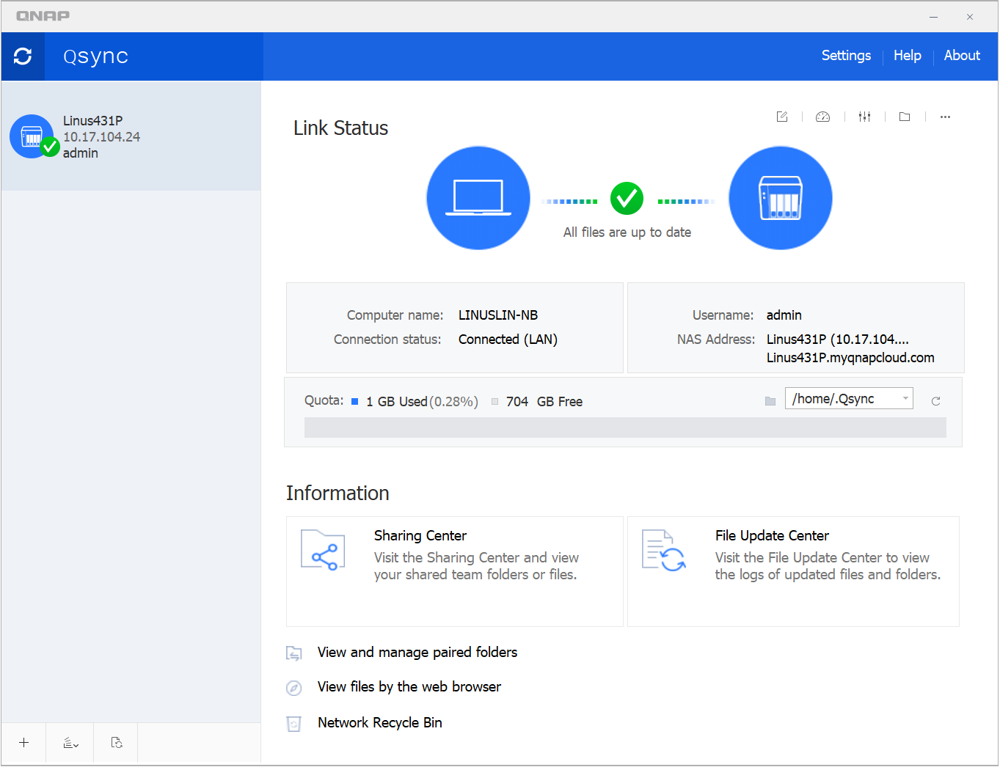 QNAP
Qsync
Settings
Help
About
Linus431P
10.17.104.24
admin
Link Status
All files are up to date
Computer name: LINUSLIN-NB
Connection status: Connected (LAN)
Username: admin
NAS Address: Linus431P (10.17.104....
Linus431P.myqnapcloud.com
Quota: 1 GB Used(0.28%) 704 GB Free
/home/.Qsync
Information
Sharing Center
Visit the Sharing Center and view
your shared team folders or files.
File Update Center
Visit the File Update Center to view
the logs of updated files and folders.
View and manage paired folders
View files by the web browser
Network Recycle Bin